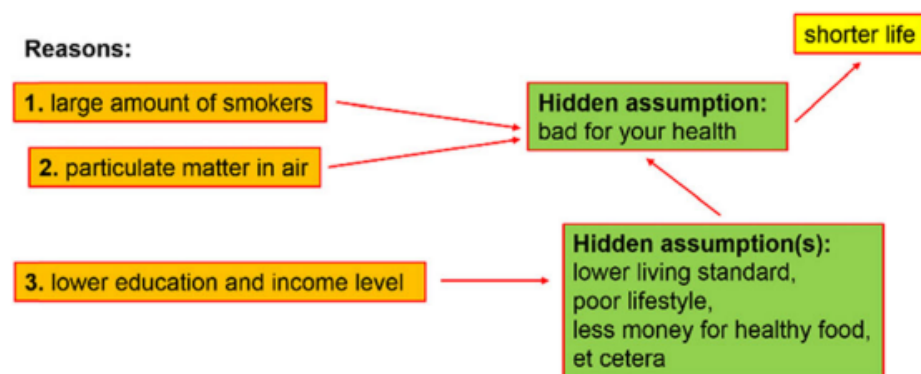 shorter life
Reasons:
1. large amount of smokers
Hidden assumption:
bad for your health
2. particulate matter in air
Hidden assumption(s):
lower living standard,
3. lower education and income level
poor lifestyle,
less money for healthy food,
et cetera